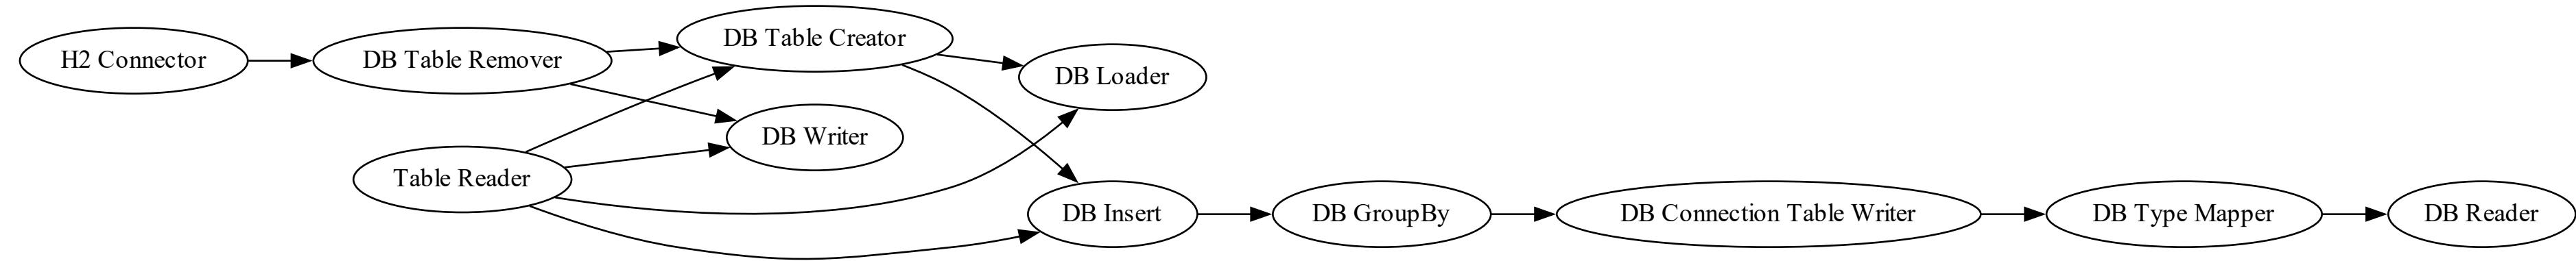 H2 Connector
DB Table Remover
DB Table Creator
DB Loader
DB Writer
Table Reader
DB Insert
DB GroupBy
DB Connection Table Writer
DB Type Mapper
DB Reader